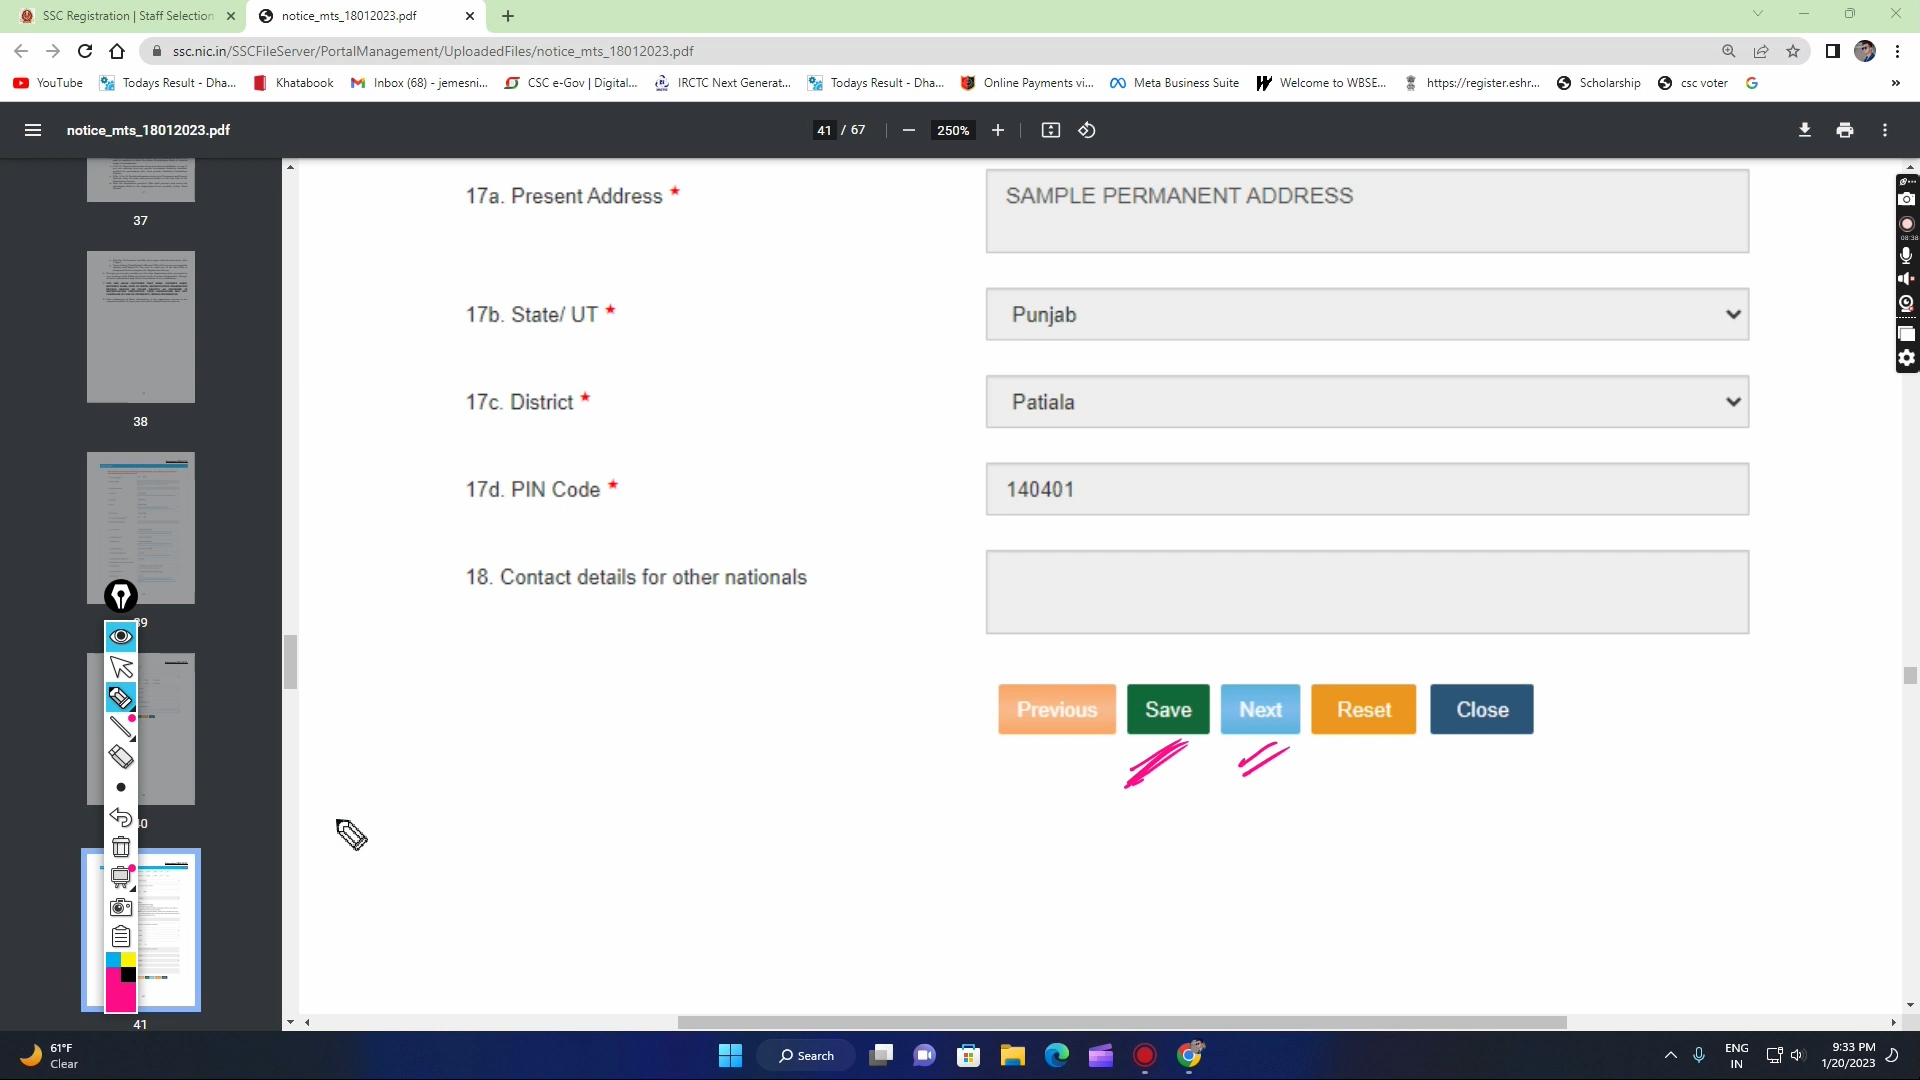 SSC Registration | Staff Selection
notice_mts_18012023.pdf
ssc.nic.in/SSCFileServer/PortalManagement/UploadedFiles/notice_mts_18012023.pdf
YouTube
Todays Result - Dha...
Khatabook
Inbox (68) - jemesni...
CSC e-Gov | Digital...
IRCTC Next Generat...
Todays Result - Dha...
Online Payments vi...
Meta Business Suite
Welcome to WBSE...
https://register.eshr...
Scholarship
csc voter
»
notice_mts_18012023.pdf
41 / 67
250%
37
38
39
40
41
17a. Present Address *
SAMPLE PERMANENT ADDRESS
17b. State/ UT *
Punjab
17c. District *
Patiala
17d. PIN Code *
140401
18. Contact details for other nationals
Previous
Save
Next
Reset
Close
08:38
61°F
Clear
Search
ENG
IN
9:33 PM
1/20/2023